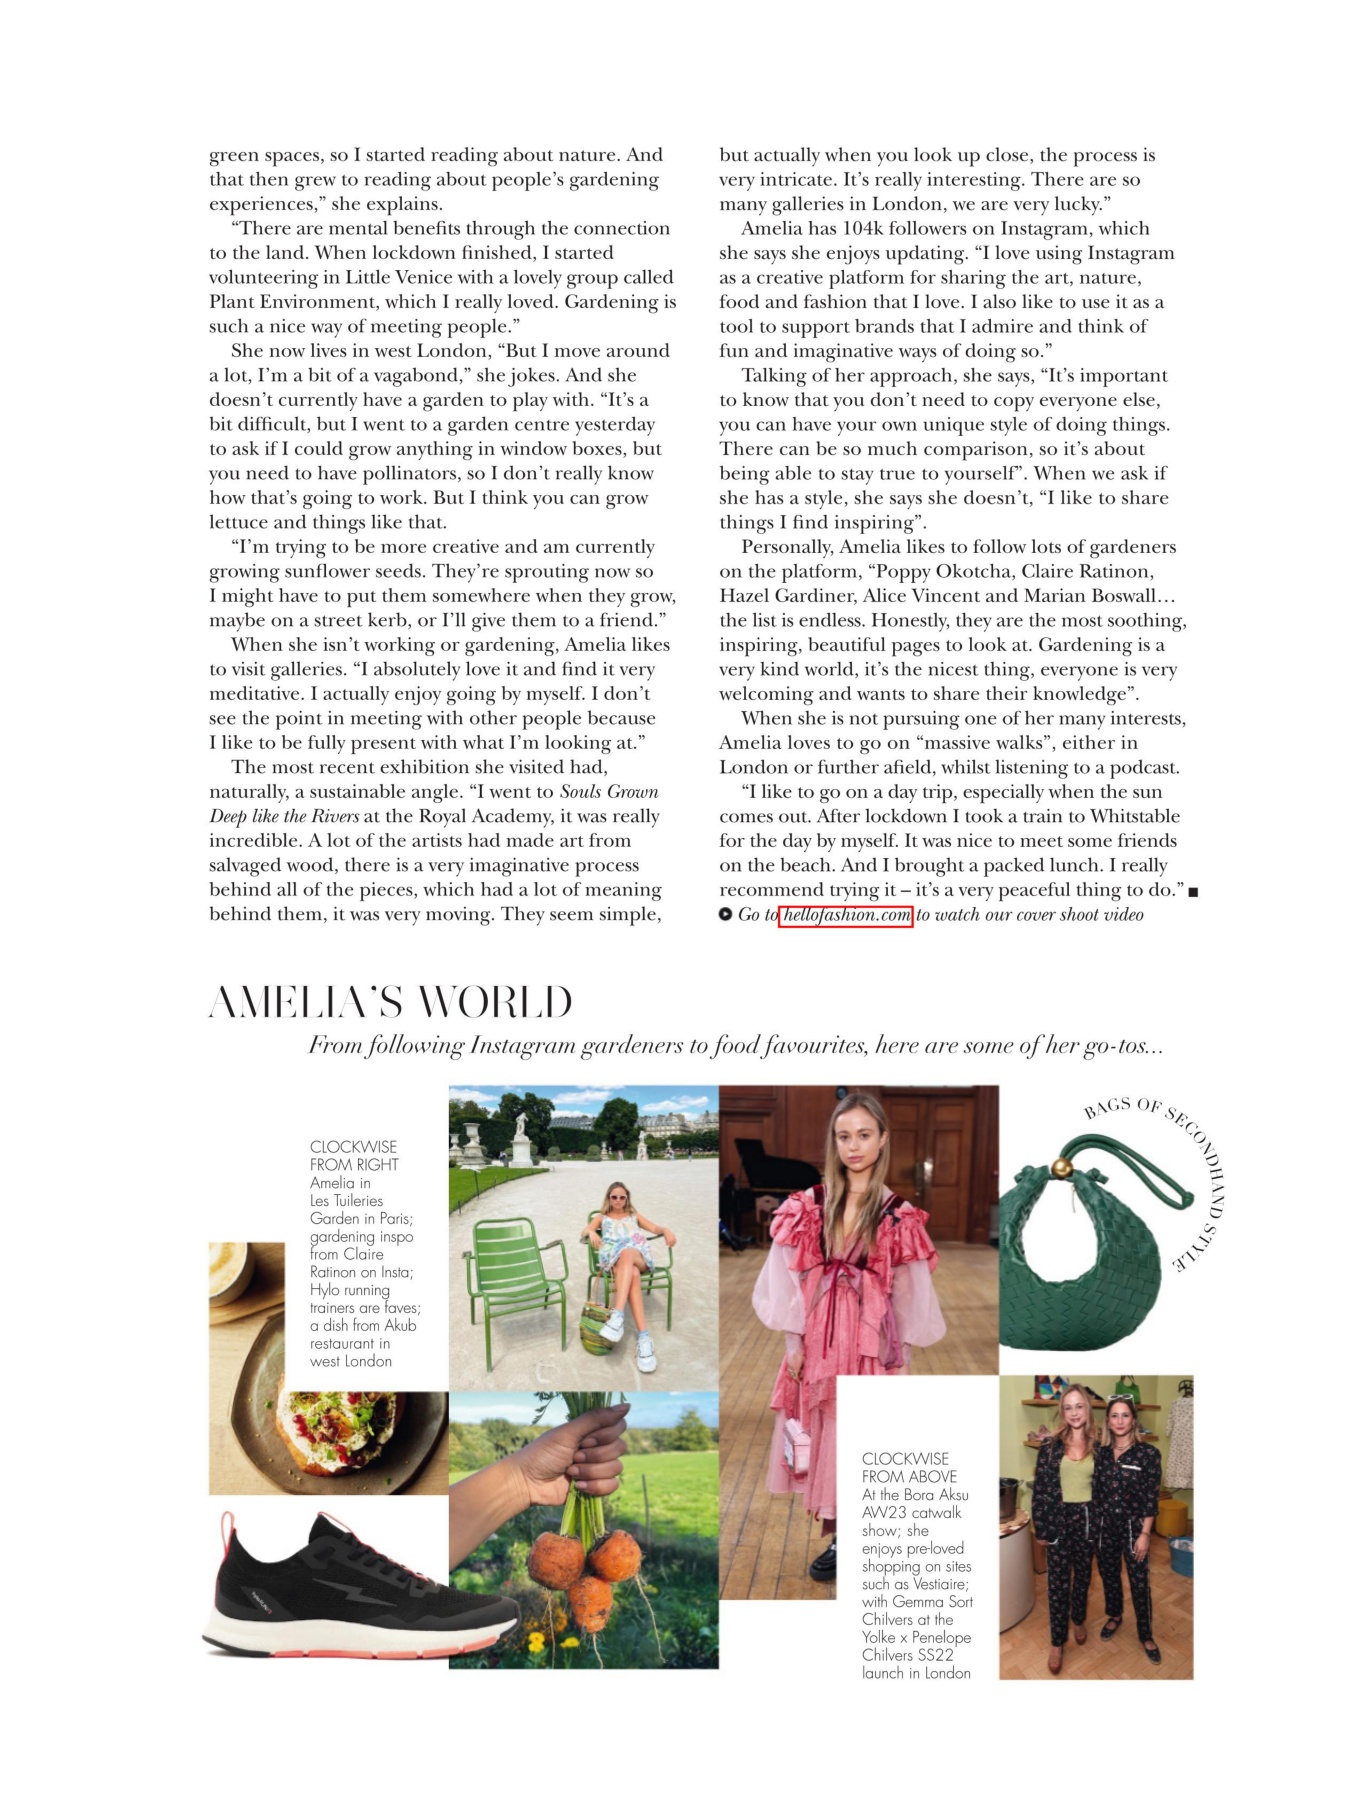 green spaces, so I started reading about nature. And
that then grew to reading about people’s gardening
experiences,” she explains.
“There are mental benefits through the connection
to the land. When lockdown finished, I started
volunteering in Little Venice with a lovely group called
Plant Environment, which I really loved. Gardening is
such a nice way of meeting people.”
She now lives in west London, “But I move around
a lot, I’m a bit of a vagabond,” she jokes. And she
doesn’t currently have a garden to play with. “It’s a
bit difficult, but I went to a garden centre yesterday
to ask if I could grow anything in window boxes, but
you need to have pollinators, so I don’t really know
how that’s going to work. But I think you can grow
lettuce and things like that.
“I’m trying to be more creative and am currently
growing sunflower seeds. They’re sprouting now so
I might have to put them somewhere when they grow,
maybe on a street kerb, or I’ll give them to a friend.”
When she isn’t working or gardening, Amelia likes
to visit galleries. “I absolutely love it and find it very
meditative. I actually enjoy going by myself. I don’t
see the point in meeting with other people because
I like to be fully present with what I’m looking at.”
The most recent exhibition she visited had,
naturally, a sustainable angle. “I went to Souls Grown
Deep like the Rivers at the Royal Academy, it was really
incredible. A lot of the artists had made art from
salvaged wood, there is a very imaginative process
behind all of the pieces, which had a lot of meaning
behind them, it was very moving. They seem simple,
but actually when you look up close, the process is
very intricate. It’s really interesting. There are so
many galleries in London, we are very lucky.”
Amelia has 104k followers on Instagram, which
she says she enjoys updating. “I love using Instagram
as a creative platform for sharing the art, nature,
food and fashion that I love. I also like to use it as a
tool to support brands that I admire and think of
fun and imaginative ways of doing so.”
Talking of her approach, she says, “It’s important
to know that you don’t need to copy everyone else,
you can have your own unique style of doing things.
There can be so much comparison, so it’s about
being able to stay true to yourself”. When we ask if
she has a style, she says she doesn’t, “I like to share
things I find inspiring”.
Personally, Amelia likes to follow lots of gardeners
on the platform, “Poppy Okotcha, Claire Ratinon,
Hazel Gardiner, Alice Vincent and Marian Boswall…
the list is endless. Honestly, they are the most soothing,
inspiring, beautiful pages to look at. Gardening is a
very kind world, it’s the nicest thing, everyone is very
welcoming and wants to share their knowledge”.
When she is not pursuing one of her many interests,
Amelia loves to go on “massive walks”, either in
London or further afield, whilst listening to a podcast.
“I like to go on a day trip, especially when the sun
comes out. After lockdown I took a train to Whitstable
for the day by myself. It was nice to meet some friends
on the beach. And I brought a packed lunch. I really
recommend trying it – it’s a very peaceful thing to do.” ■
Go to hellofashion.com to watch our cover shoot video
AMELIA’S WORLD
From following Instagram gardeners to food favourites, here are some of her go-tos...
CLOCKWISE
FROM RIGHT
Amelia in
Les Tuileries
Garden in Paris;
gardening inspo
from Claire
Ratinon on Insta;
Hylo running
trainers are faves;
a dish from Akub
restaurant in
west London
BAGS OF SECONDHAND STYLE
CLOCKWISE
FROM ABOVE
At the Bora Aksu
AW23 catwalk
show; she
enjoys pre-loved
shopping on sites
such as Vestiaire;
with Gemma Sort
Chilvers at the
Yolke x Penelope
Chilvers SS22
launch in London